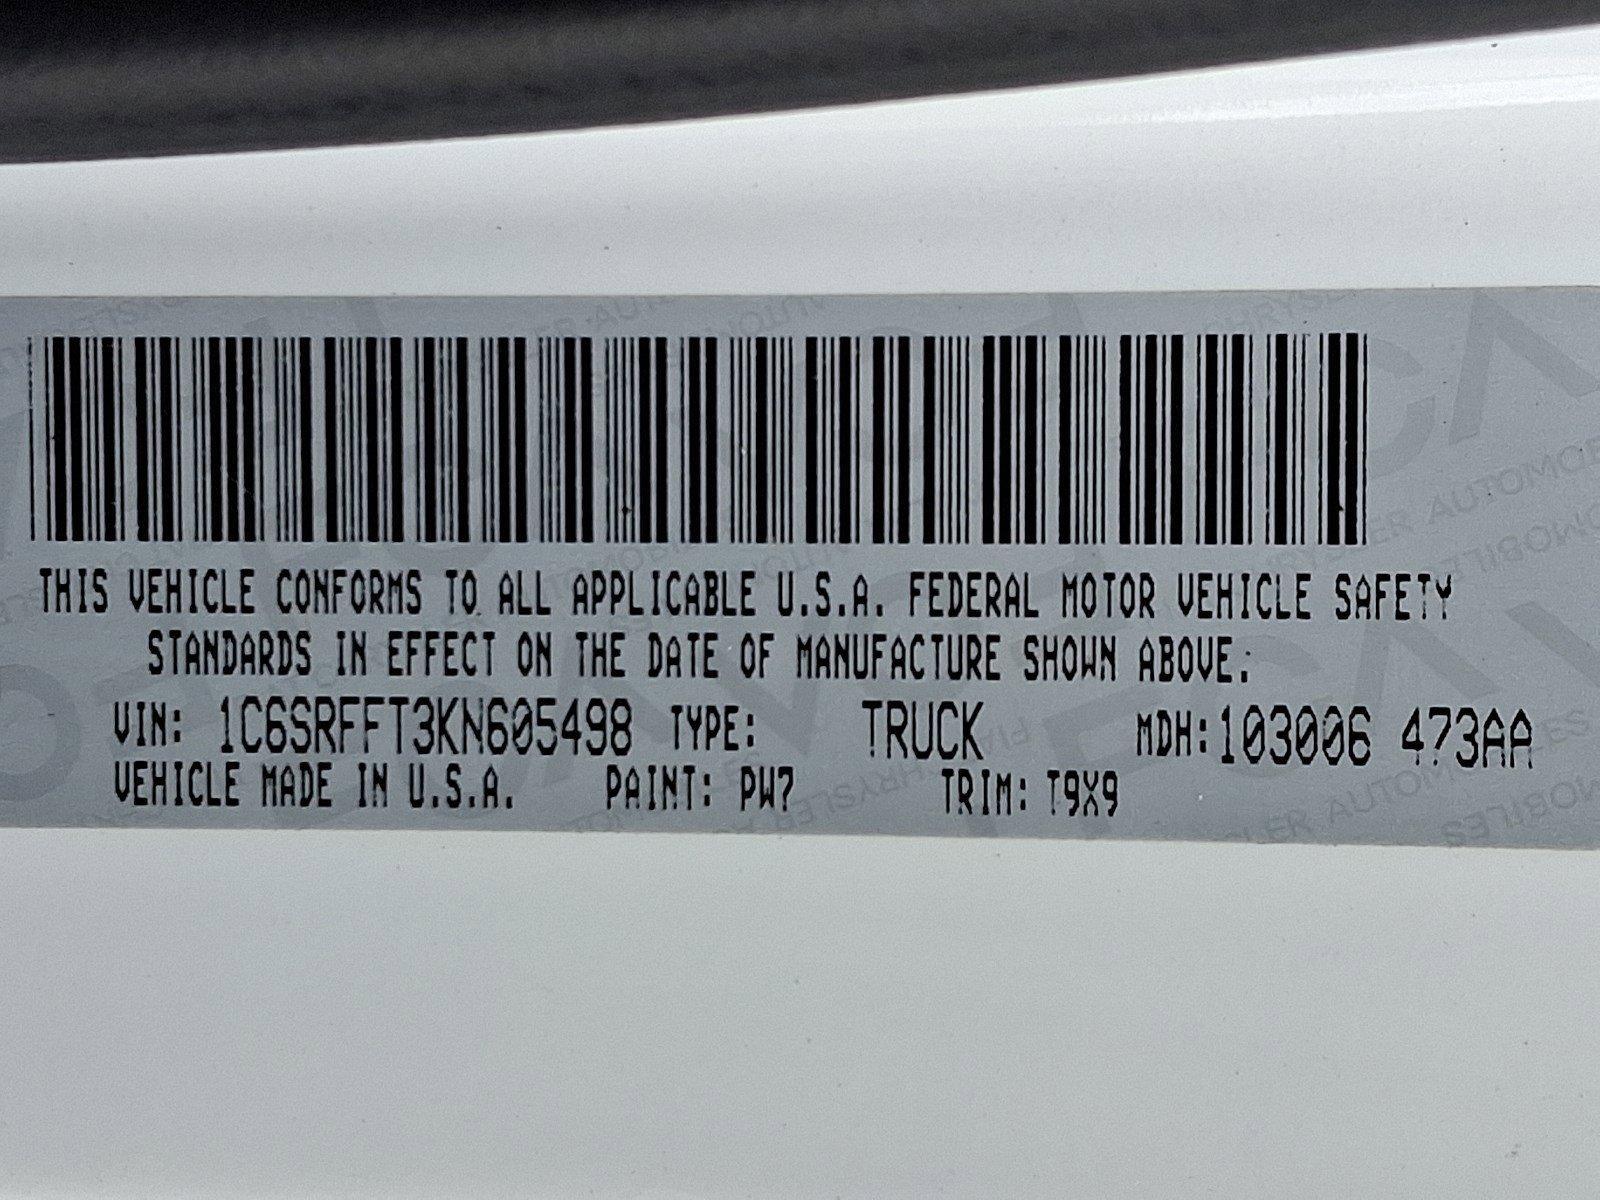 THIS VEHICLE CONFORMS TO ALL APPLICABLE U.S.A. FEDERAL MOTOR VEHICLE SAFETY
STANDARDS IN EFFECT ON THE DATE OF MANUFACTURE SHOWN ABOVE.
VIN: 1C6SRFFT3KN605498 TYPE: TRUCK MDH:103006 473AA
VEHICLE MADE IN U.S.A. PAINT: PW7 TRIM: T9X9